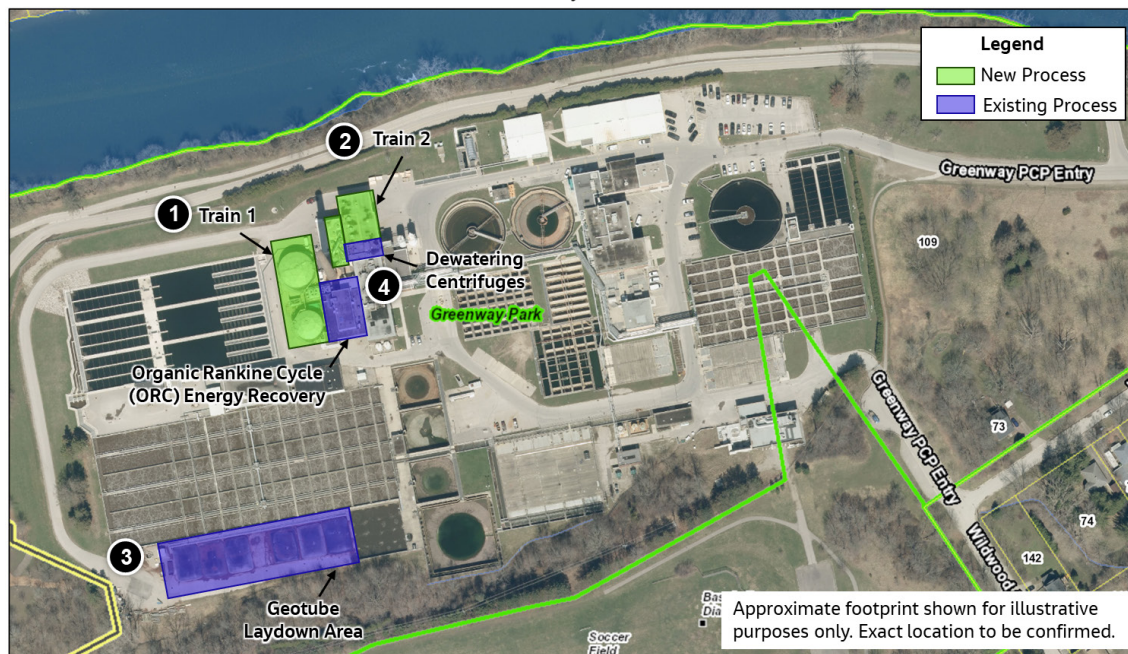 Legend
New Process
Existing Process
2
Train 2
1
Train 1
Greenway PCP Entry
109
Dewatering
Centrifuges
4
Greenway Park
Organic Rankine Cycle
(ORC) Energy Recovery
Greenway PCP Entry
73
74
142
Wildwood
3
Geotube
Laydown Area
Soccer
Field
Approximate footprint shown for illustrative
purposes only. Exact location to be confirmed.